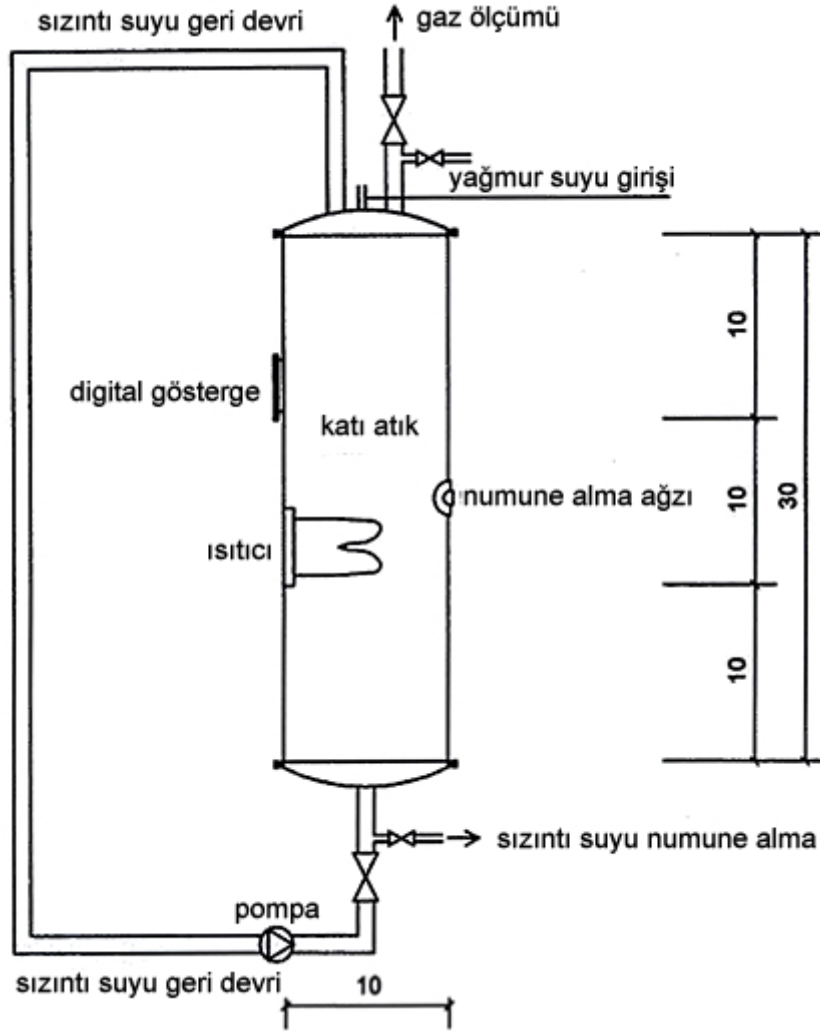 sızıntı suyu geri devri
gaz ölçümü
yağmur suyu girişi
10
digital gösterge
katı atık
numune alma ağzı
10
30
ısıtıcı
10
sızıntı suyu numune alma
pompa
sızıntı suyu geri devri
10